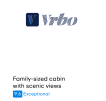 Vrbo
Family-sized cabin
with scenic views
9.6 Exceptional